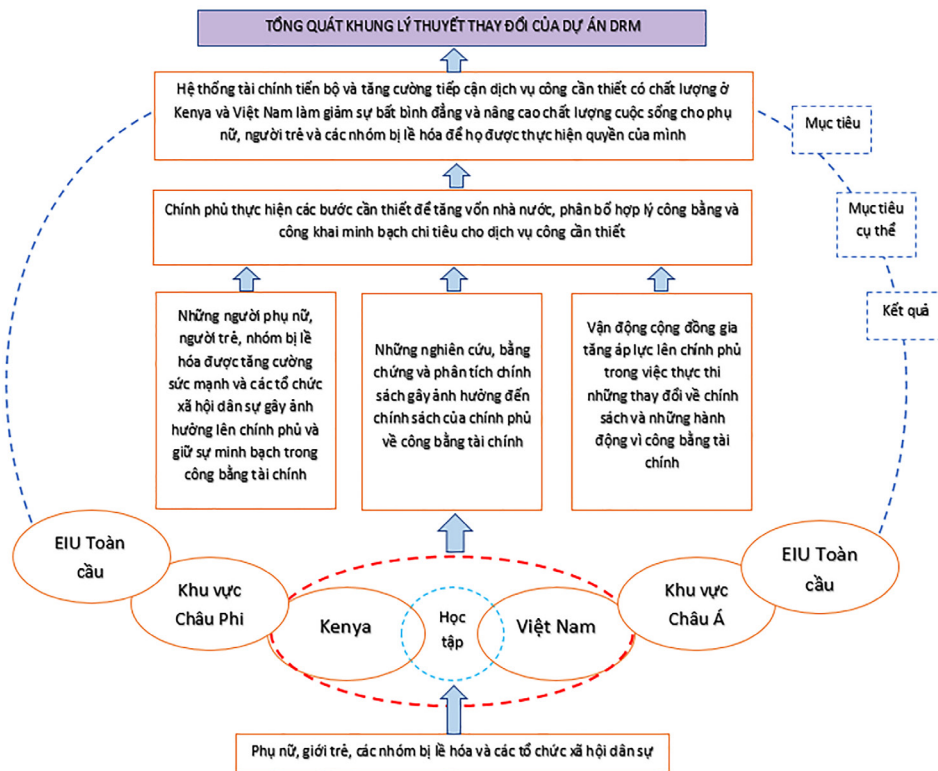 TỔNG QUÁT KHUNG LÝ THUYẾT THAY ĐỔI CỦA DỰ ÁN DRM
Hệ thống tài chính tiến bộ và tăng cường tiếp cận dịch vụ công cần thiết có chất lượng ở
Kenya và Việt Nam làm giảm sự bất bình đẳng và nâng cao chất lượng cuộc sống cho phụ
nữ, người trẻ và các nhóm bị lề hóa để họ được thực hiện quyền của mình
Mục tiêu
Chính phủ thực hiện các bước cần thiết để tăng vốn nhà nước, phân bổ hợp lý công bằng và
công khai minh bạch chi tiêu cho dịch vụ công cần thiết
Mục tiêu
cụ thể
Kết quả
Những người phụ nữ,
người trẻ, nhóm bị lề
hóa được tăng cường
sức mạnh và các tổ chức
xã hội dân sự gây ảnh
hưởng lên chính phủ và
giữ sự minh bạch trong
công bằng tài chính
Những nghiên cứu, bằng
chứng và phân tích chính
sách gây ảnh hưởng đến
chính sách của chính phủ
về công bằng tài chính
Vận động cộng đồng gia
tăng áp lực lên chính phủ
trong việc thực thi
những thay đổi về chính
sách và những hành
động vì công bằng tài
chính
EIU Toàn
cầu
Khu vực
Châu Phi
Kenya
Học
tập
Việt Nam
Khu vực
Châu Á
EIU Toàn
cầu
Phụ nữ, giới trẻ, các nhóm bị lề hóa và các tổ chức xã hội dân sự